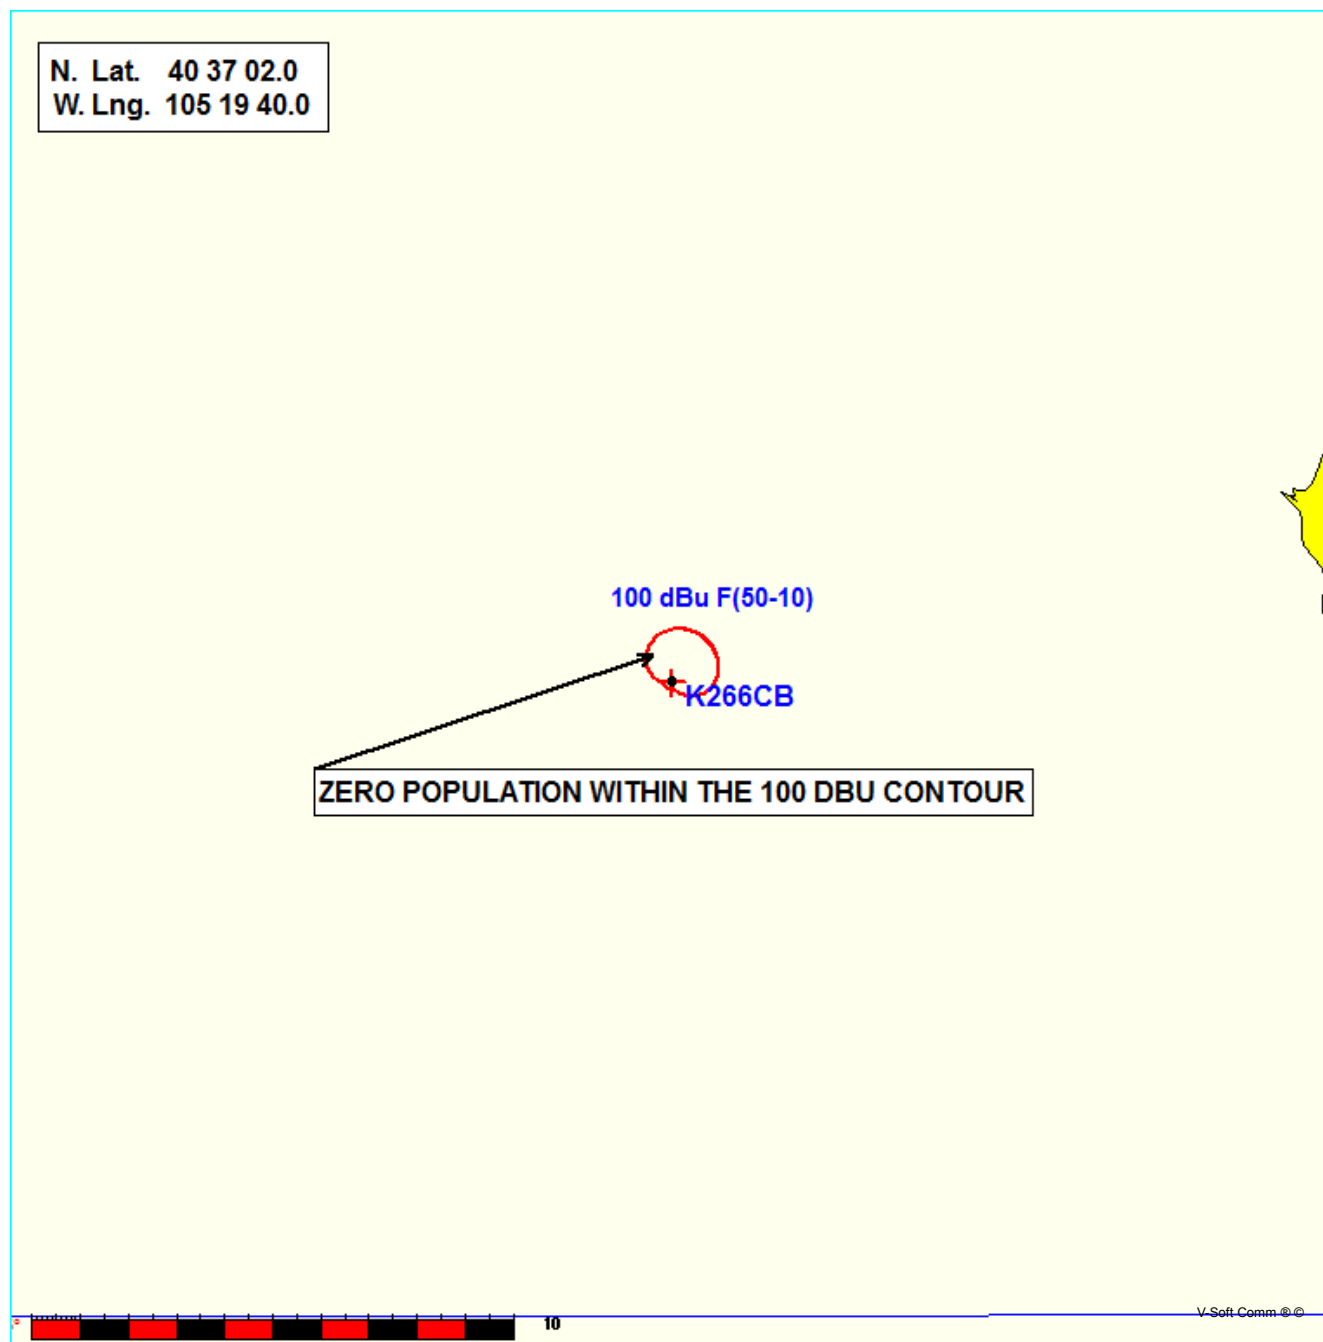 N. Lat. 40 37 02.0
W. Lng. 105 19 40.0
100 dBu F(50-10)
K266CB
ZERO POPULATION WITHIN THE 100 DBU CONTOUR
10
V-Soft Comm ® ©